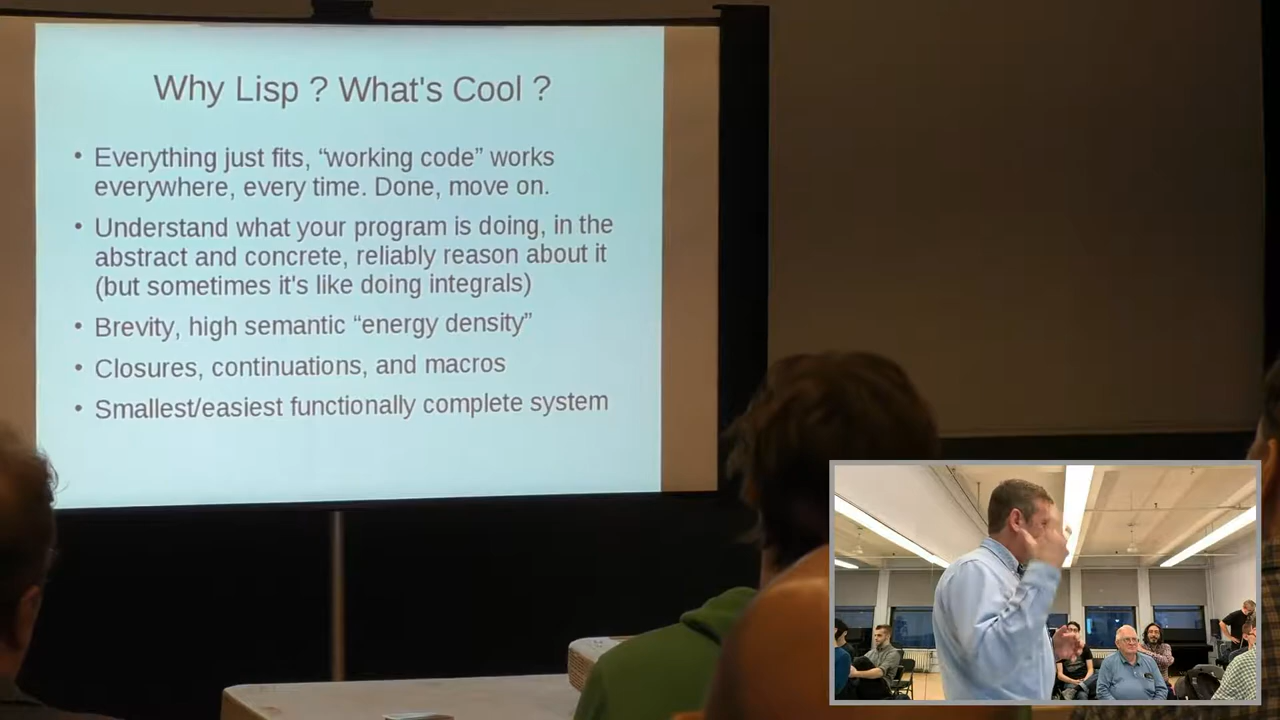 Why Lisp ? What's Cool ?
• Everything just fits, “working code” works
everywhere, every time. Done, move on.
• Understand what your program is doing, in the
abstract and concrete, reliably reason about it
(but sometimes it's like doing integrals)
• Brevity, high semantic “energy density”
• Closures, continuations, and macros
• Smallest/easiest functionally complete system